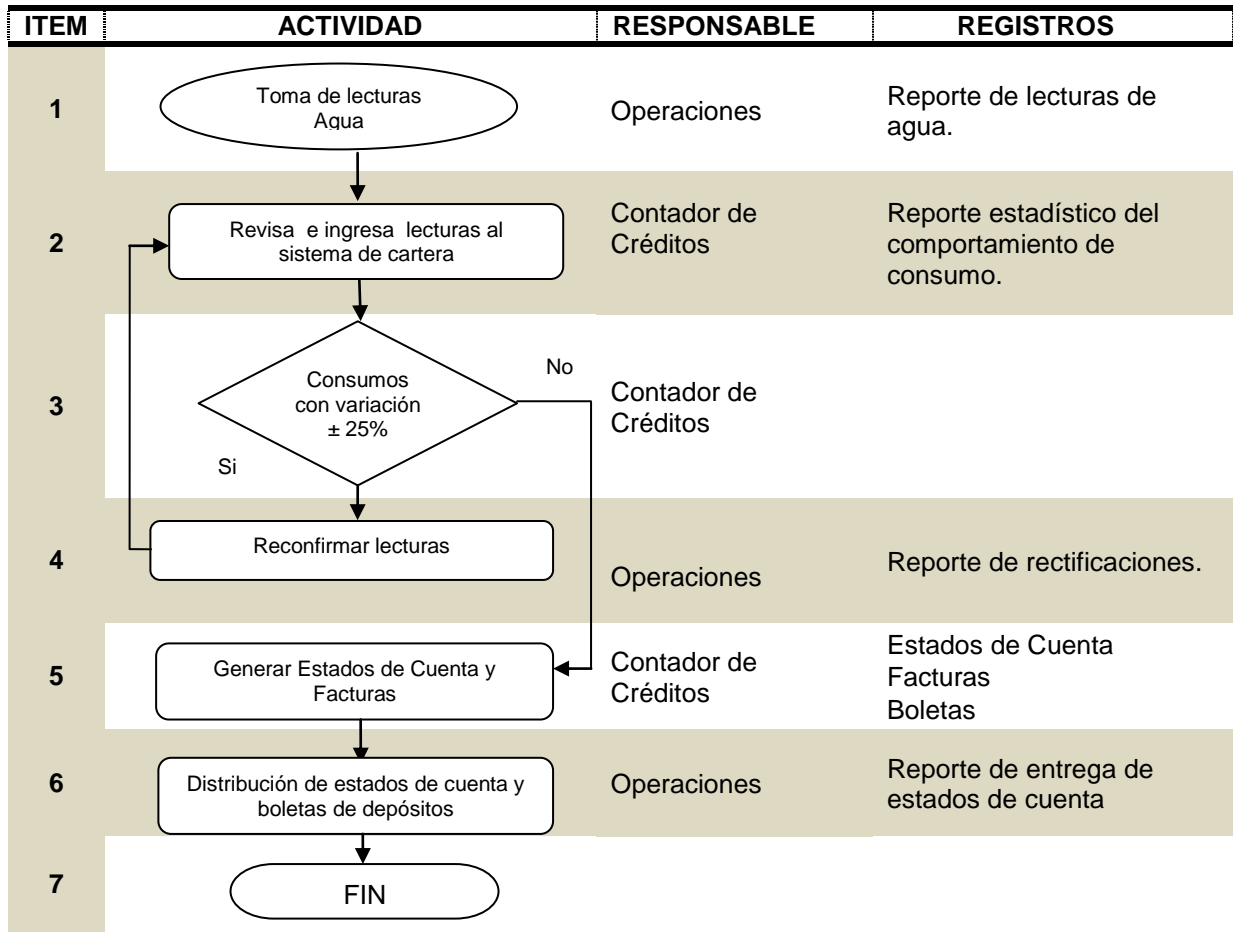 ITEM ACTIVIDAD RESPONSABLE REGISTROS
1
Toma de lecturas
Agua
Operaciones
Reporte de lecturas de
agua.
2
Revisa e ingresa lecturas al
sistema de cartera
Contador de
Créditos
Reporte estadístico del
comportamiento de
consumo.
3
Consumos
con variación
± 25%
No
Si
Contador de
Créditos
4
Reconfirmar lecturas
Operaciones
Reporte de rectificaciones.
5
Generar Estados de Cuenta y
Facturas
Contador de
Créditos
Estados de Cuenta
Facturas
Boletas
6
Distribución de estados de cuenta y
boletas de depósitos
Operaciones
Reporte de entrega de
estados de cuenta
7
FIN